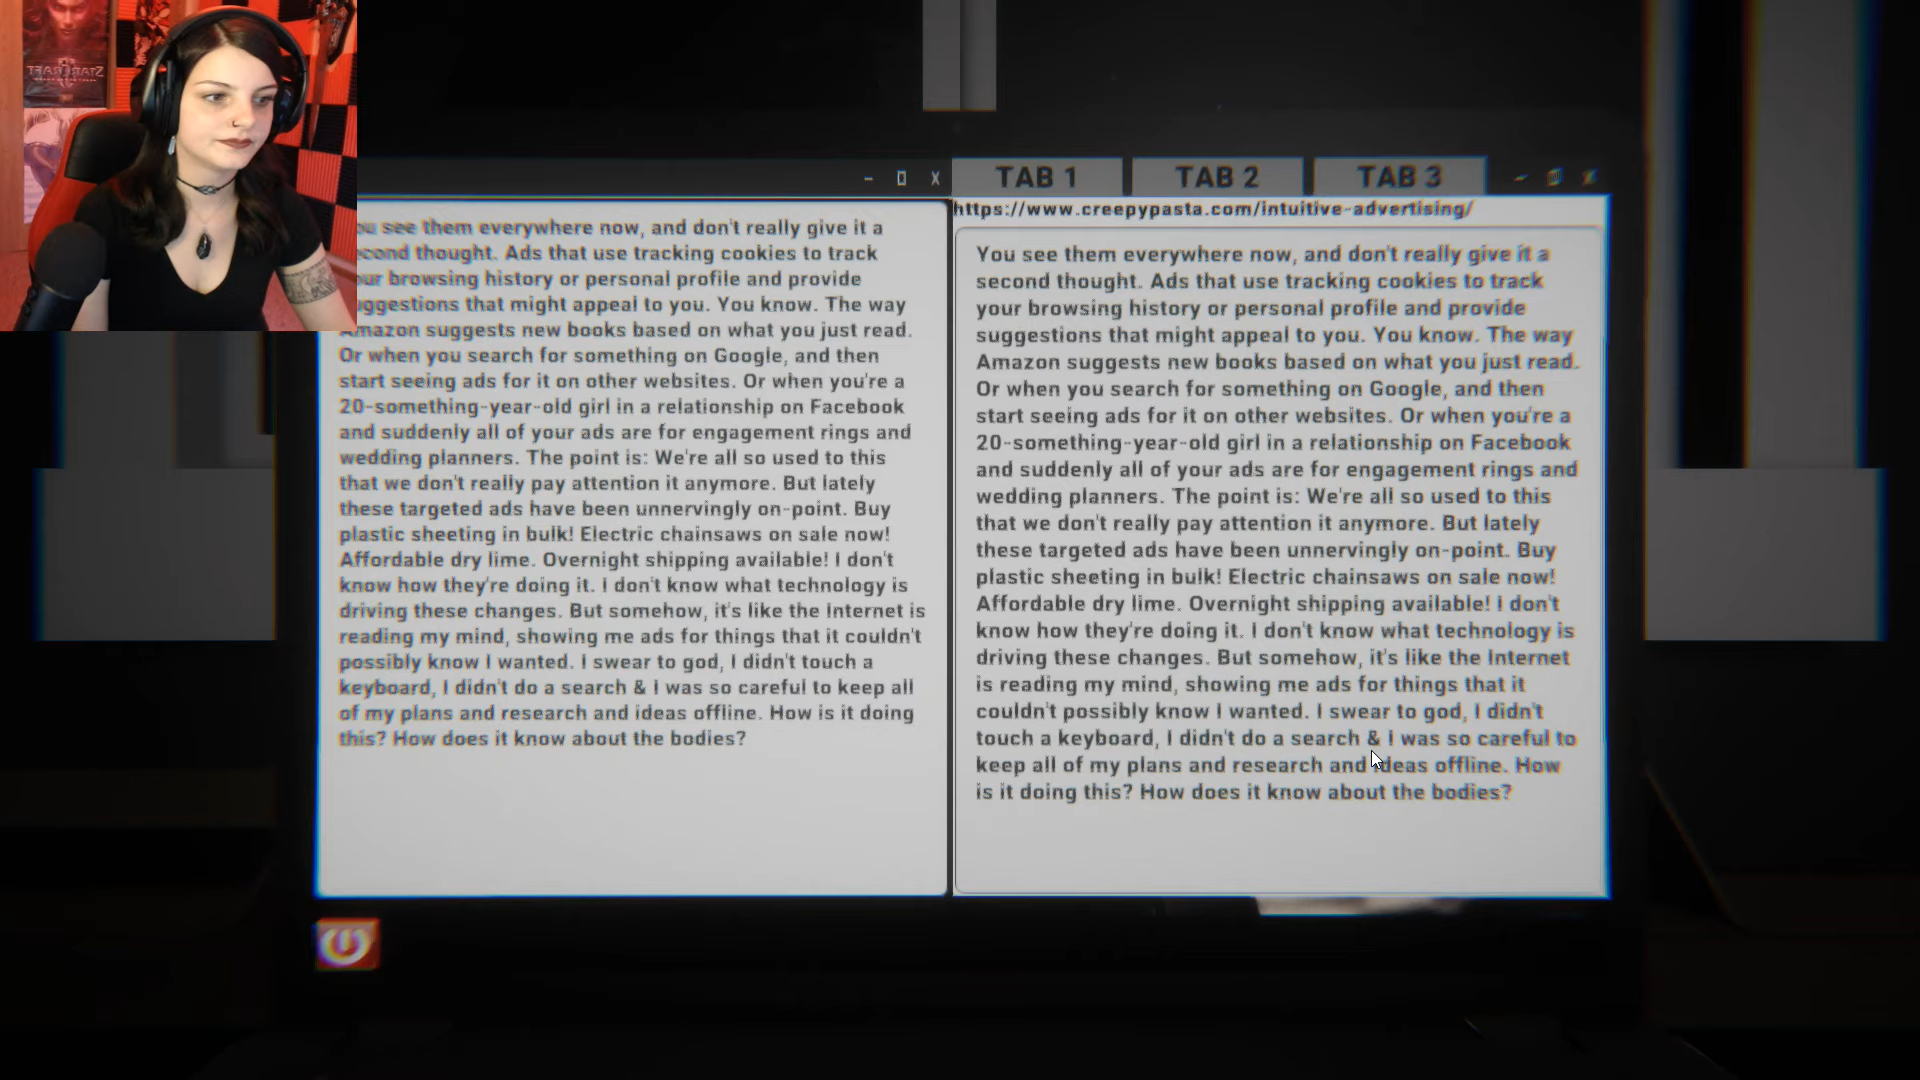 TAB 1
TAB 2
TAB 3
https://www.creepypasta.com/intuitive-advertising/
see them everywhere now, and don't really give it a
thought. Ads that use tracking cookies to track
browsing history or personal profile and provide
that might appeal to you. You know. The way
Amazon suggests new books based on what you just read.
Or when you search for something on Google, and then
start seeing ads for it on other websites. Or when you're a
20-something-year-old girl in a relationship on Facebook
and suddenly all of your ads are for engagement rings and
wedding planners. The point is: We're all so used to this
that we don't really pay attention it anymore. But lately
these targeted ads have been unnervingly on-point. Buy
plastic sheeting in bulk! Electric chainsaws on sale now!
Affordable dry lime. Overnight shipping available! I don't
know how they're doing it. I don't know what technology is
driving these changes. But somehow, it's like the Internet is
reading my mind, showing me ads for things that it couldn't
possibly know I wanted. I swear to god, I didn't touch a
keyboard, I didn't do a search & I was so careful to keep all
of my plans and research and ideas offline. How is it doing
this? How does it know about the bodies?
You see them everywhere now, and don't really give it a
second thought. Ads that use tracking cookies to track
your browsing history or personal profile and provide
suggestions that might appeal to you. You know. The way
Amazon suggests new books based on what you just read.
Or when you search for something on Google, and then
start seeing ads for it on other websites. Or when you're a
20-something-year-old girl in a relationship on Facebook
and suddenly all of your ads are for engagement rings and
wedding planners. The point is: We're all so used to this
that we don't really pay attention it anymore. But lately
these targeted ads have been unnervingly on-point. Buy
plastic sheeting in bulk! Electric chainsaws on sale now!
Affordable dry lime. Overnight shipping available! I don't
know how they're doing it. I don't know what technology is
driving these changes. But somehow, it's like the Internet
is reading my mind, showing me ads for things that it
couldn't possibly know I wanted. I swear to god, I didn't
touch a keyboard, I didn't do a search & I was so careful to
keep all of my plans and research and ideas offline. How
is it doing this? How does it know about the bodies?